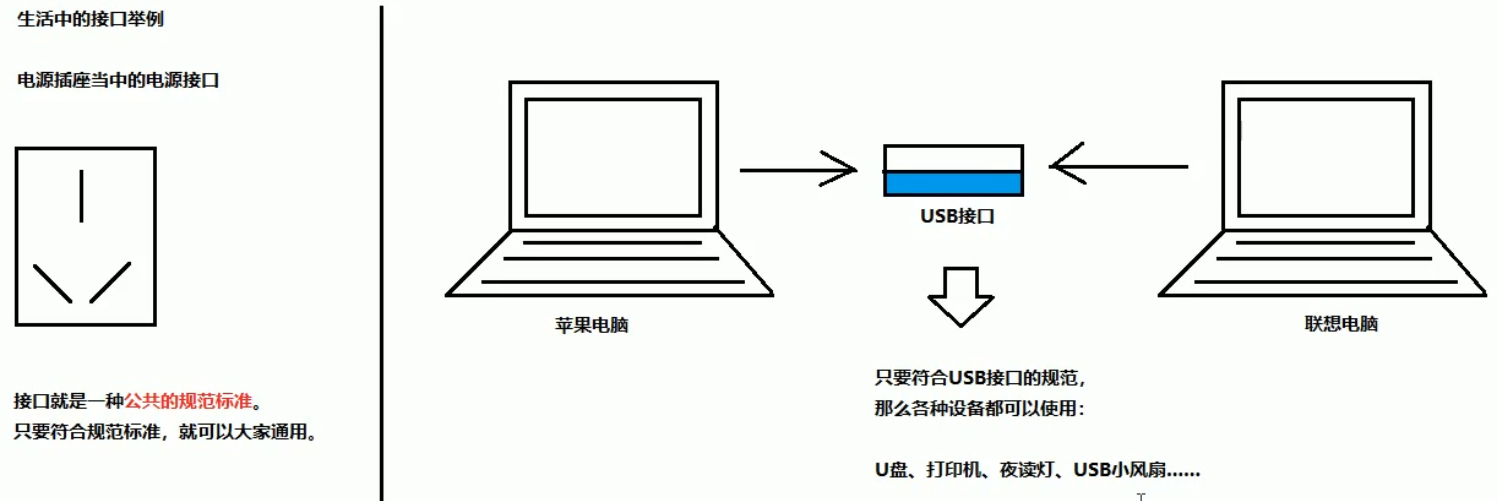 生活中的接口举例
电源插座当中的电源接口
接口就是一种公共的规范标准。
只要符合规范标准，就可以大家通用。
USB接口
苹果电脑
联想电脑
只要符合USB接口的规范，
那么各种设备都可以使用：
U盘、打印机、夜读灯、USB小风扇……